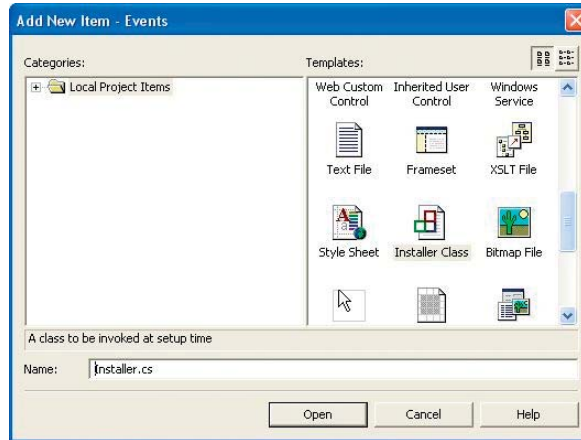 Add New Item - Events
Categories:
Templates:
Local Project Items
Web Custom Control
Inherited User Control
Windows Service
Text File
Frameset
XSLT File
Style Sheet
Installer Class
Bitmap File
A class to be invoked at setup time
Name:
Installer.cs
Open
Cancel
Help